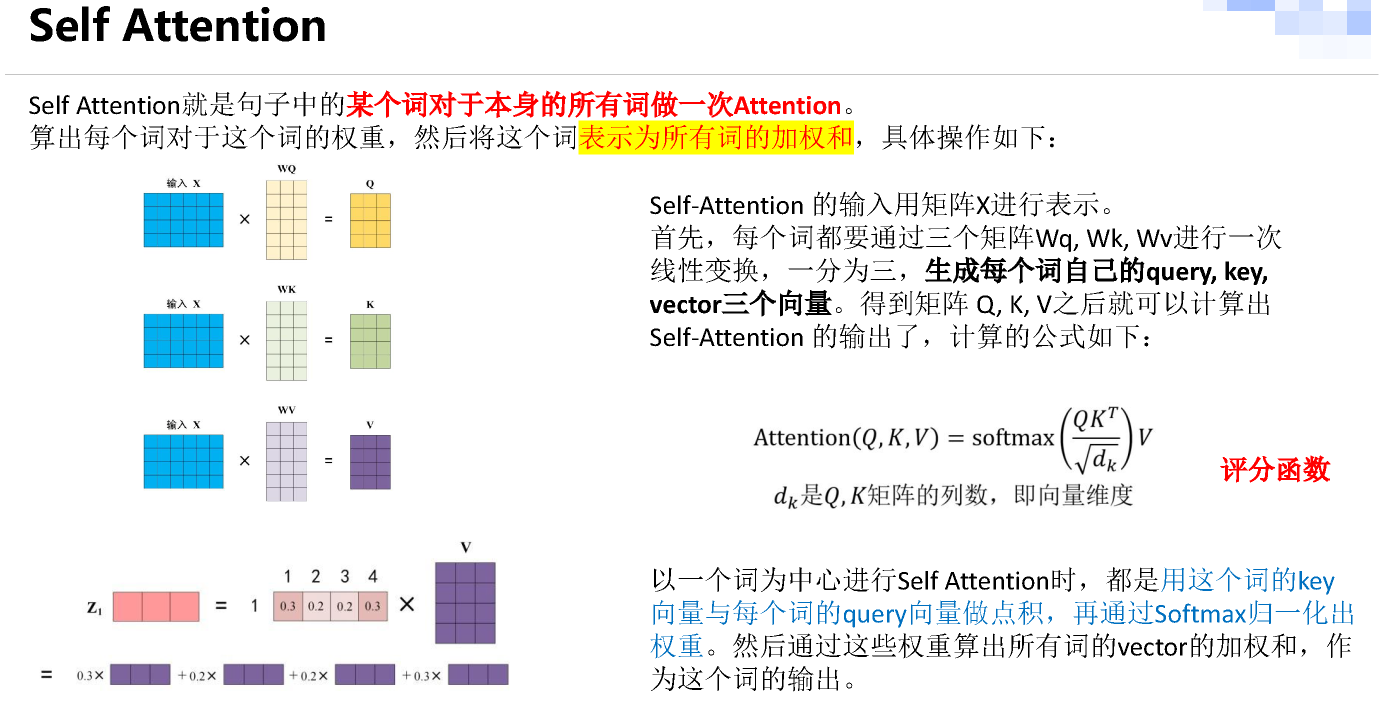 Self Attention
Self Attention就是句子中的某个词对于本身的所有词做一次Attention。
算出每个词对于这个词的权重，然后将这个词表示为所有词的加权和，具体操作如下：
输入 X
WQ
Q
×
=
输入 X
WK
K
×
=
输入 X
WV
V
×
=
Self-Attention 的输入用矩阵X进行表示。
首先，每个词都要通过三个矩阵Wq, Wk, Wv进行一次
线性变换，一分为三，生成每个词自己的query, key,
vector三个向量。得到矩阵 Q, K, V之后就可以计算出
Self-Attention 的输出了，计算的公式如下：
Attention(Q, K, V) = softmax(QK^T/√d_k)V
d_k是Q, K矩阵的列数，即向量维度
评分函数
V
1 2 3 4
Z₁ = 1 0.3 0.2 0.2 0.3 ×
= 0.3× +0.2× +0.2× +0.3×
以一个词为中心进行Self Attention时，都是用这个词的key
向量与每个词的query向量做点积，再通过Softmax归一化出
权重。然后通过这些权重算出所有词的vector的加权和，作
为这个词的输出。